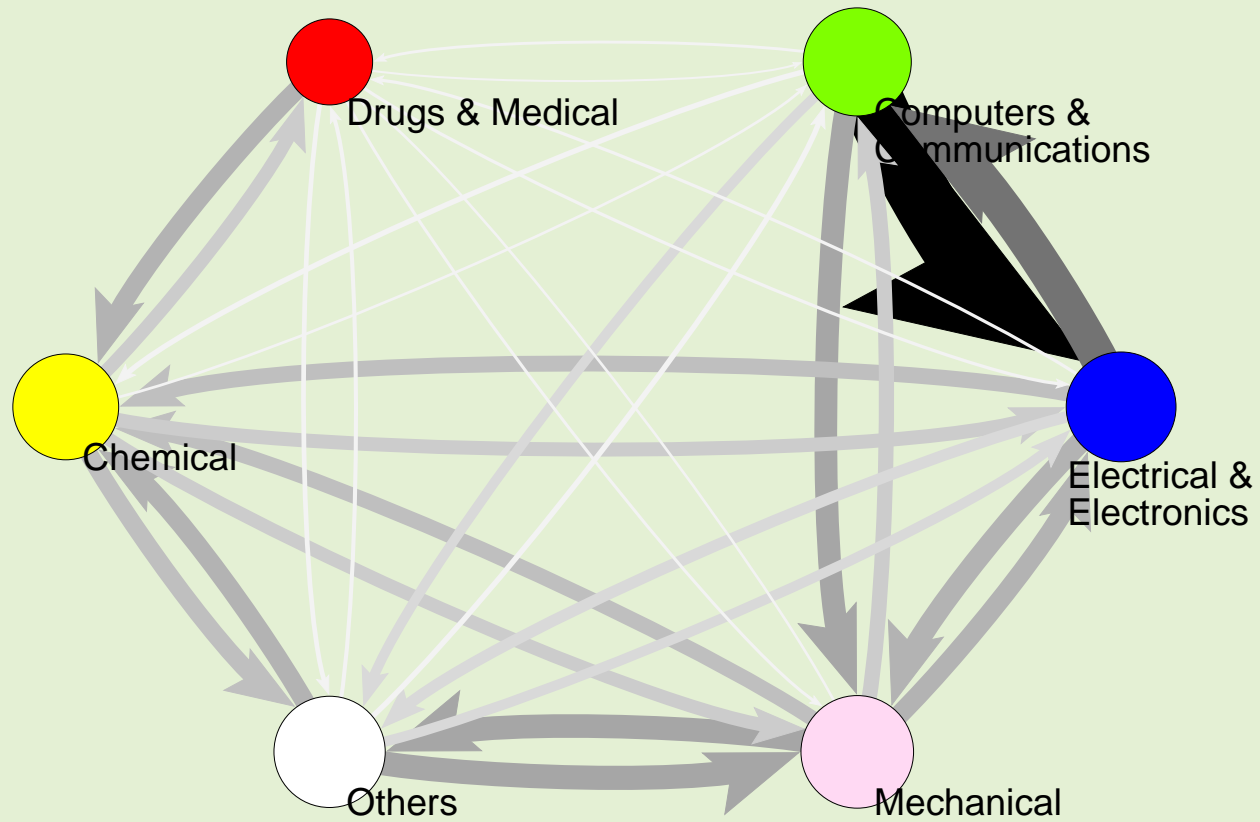 Drugs & Medical
Computers &
Communications
Chemical
Electrical &
Electronics
Others
Mechanical